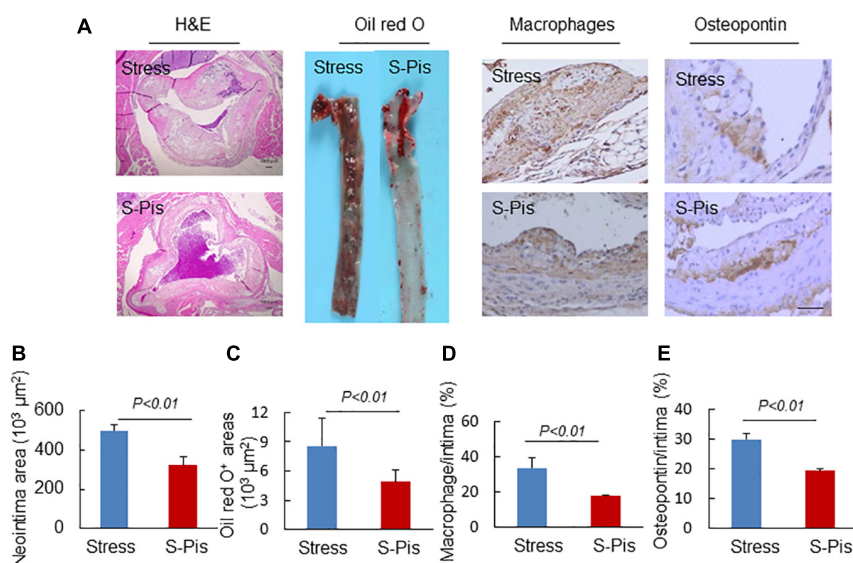 A
H&E
Oil red O
Macrophages
Osteopontin
Stress
Stress
S-Pis
Stress
Stress
S-Pis
S-Pis
S-Pis
B
C
D
E
Neointima area (10³ μm²)
600
400
200
0
P<0.01
Stress
S-Pis
Oil red O⁺ areas
(10³ μm²)
12
9
6
3
0
P<0.01
Stress
S-Pis
Macrophage/intima (%)
60
40
20
0
P<0.01
Stress
S-Pis
Osteopontin/intima (%)
40
30
20
10
0
P<0.01
Stress
S-Pis